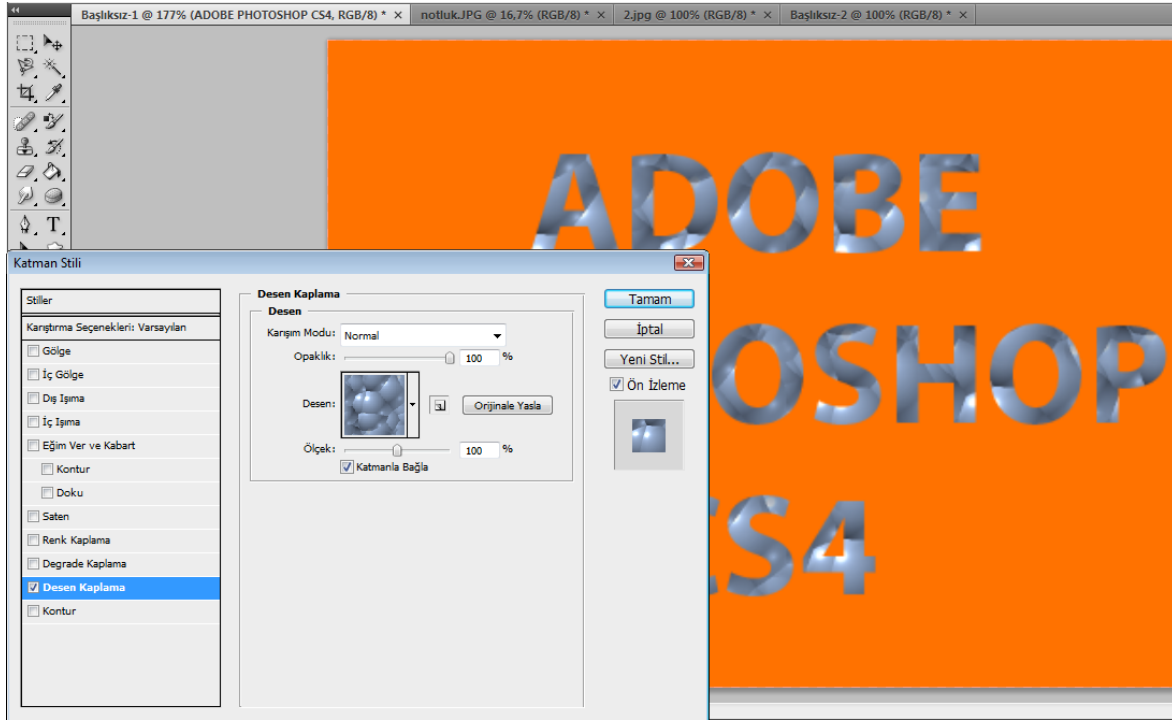 Başlıksız-1 @ 177% (ADOBE PHOTOSHOP CS4, RGB/8) * × notluk.JPG @ 16,7% (RGB/8) * × 2.jpg @ 100% (RGB/8) * × Başlıksız-2 @ 100% (RGB/8) * ×
ADOBE
OSHOP
CS4
Katman Stili
Stiller
Karıştırma Seçenekleri: Varsayılan
Gölge
İç Gölge
Dış Işıma
İç Işıma
Eğim Ver ve Kabart
Kontur
Doku
Saten
Renk Kaplama
Degrade Kaplama
Desen Kaplama
Kontur
Desen Kaplama
Desen
Karışım Modu: Normal
Opaklık: 100 %
Desen: Orijinale Yasla
Ölçek: 100 %
Katmanla Bağla
Tamam
İptal
Yeni Stil...
Ön İzleme